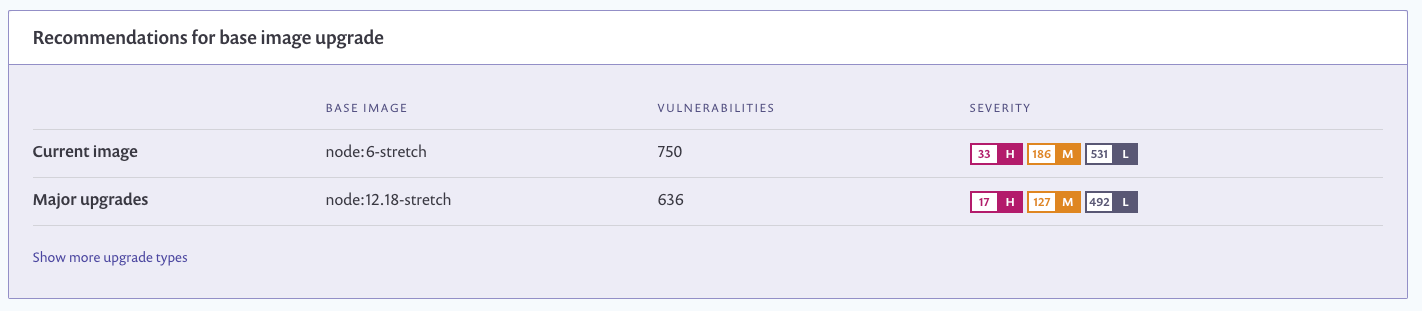 Recommendations for base image upgrade
BASE IMAGE VULNERABILITIES SEVERITY
Current image node:6-stretch 750 33 H 186 M 531 L
Major upgrades node:12.18-stretch 636 17 H 127 M 492 L
Show more upgrade types